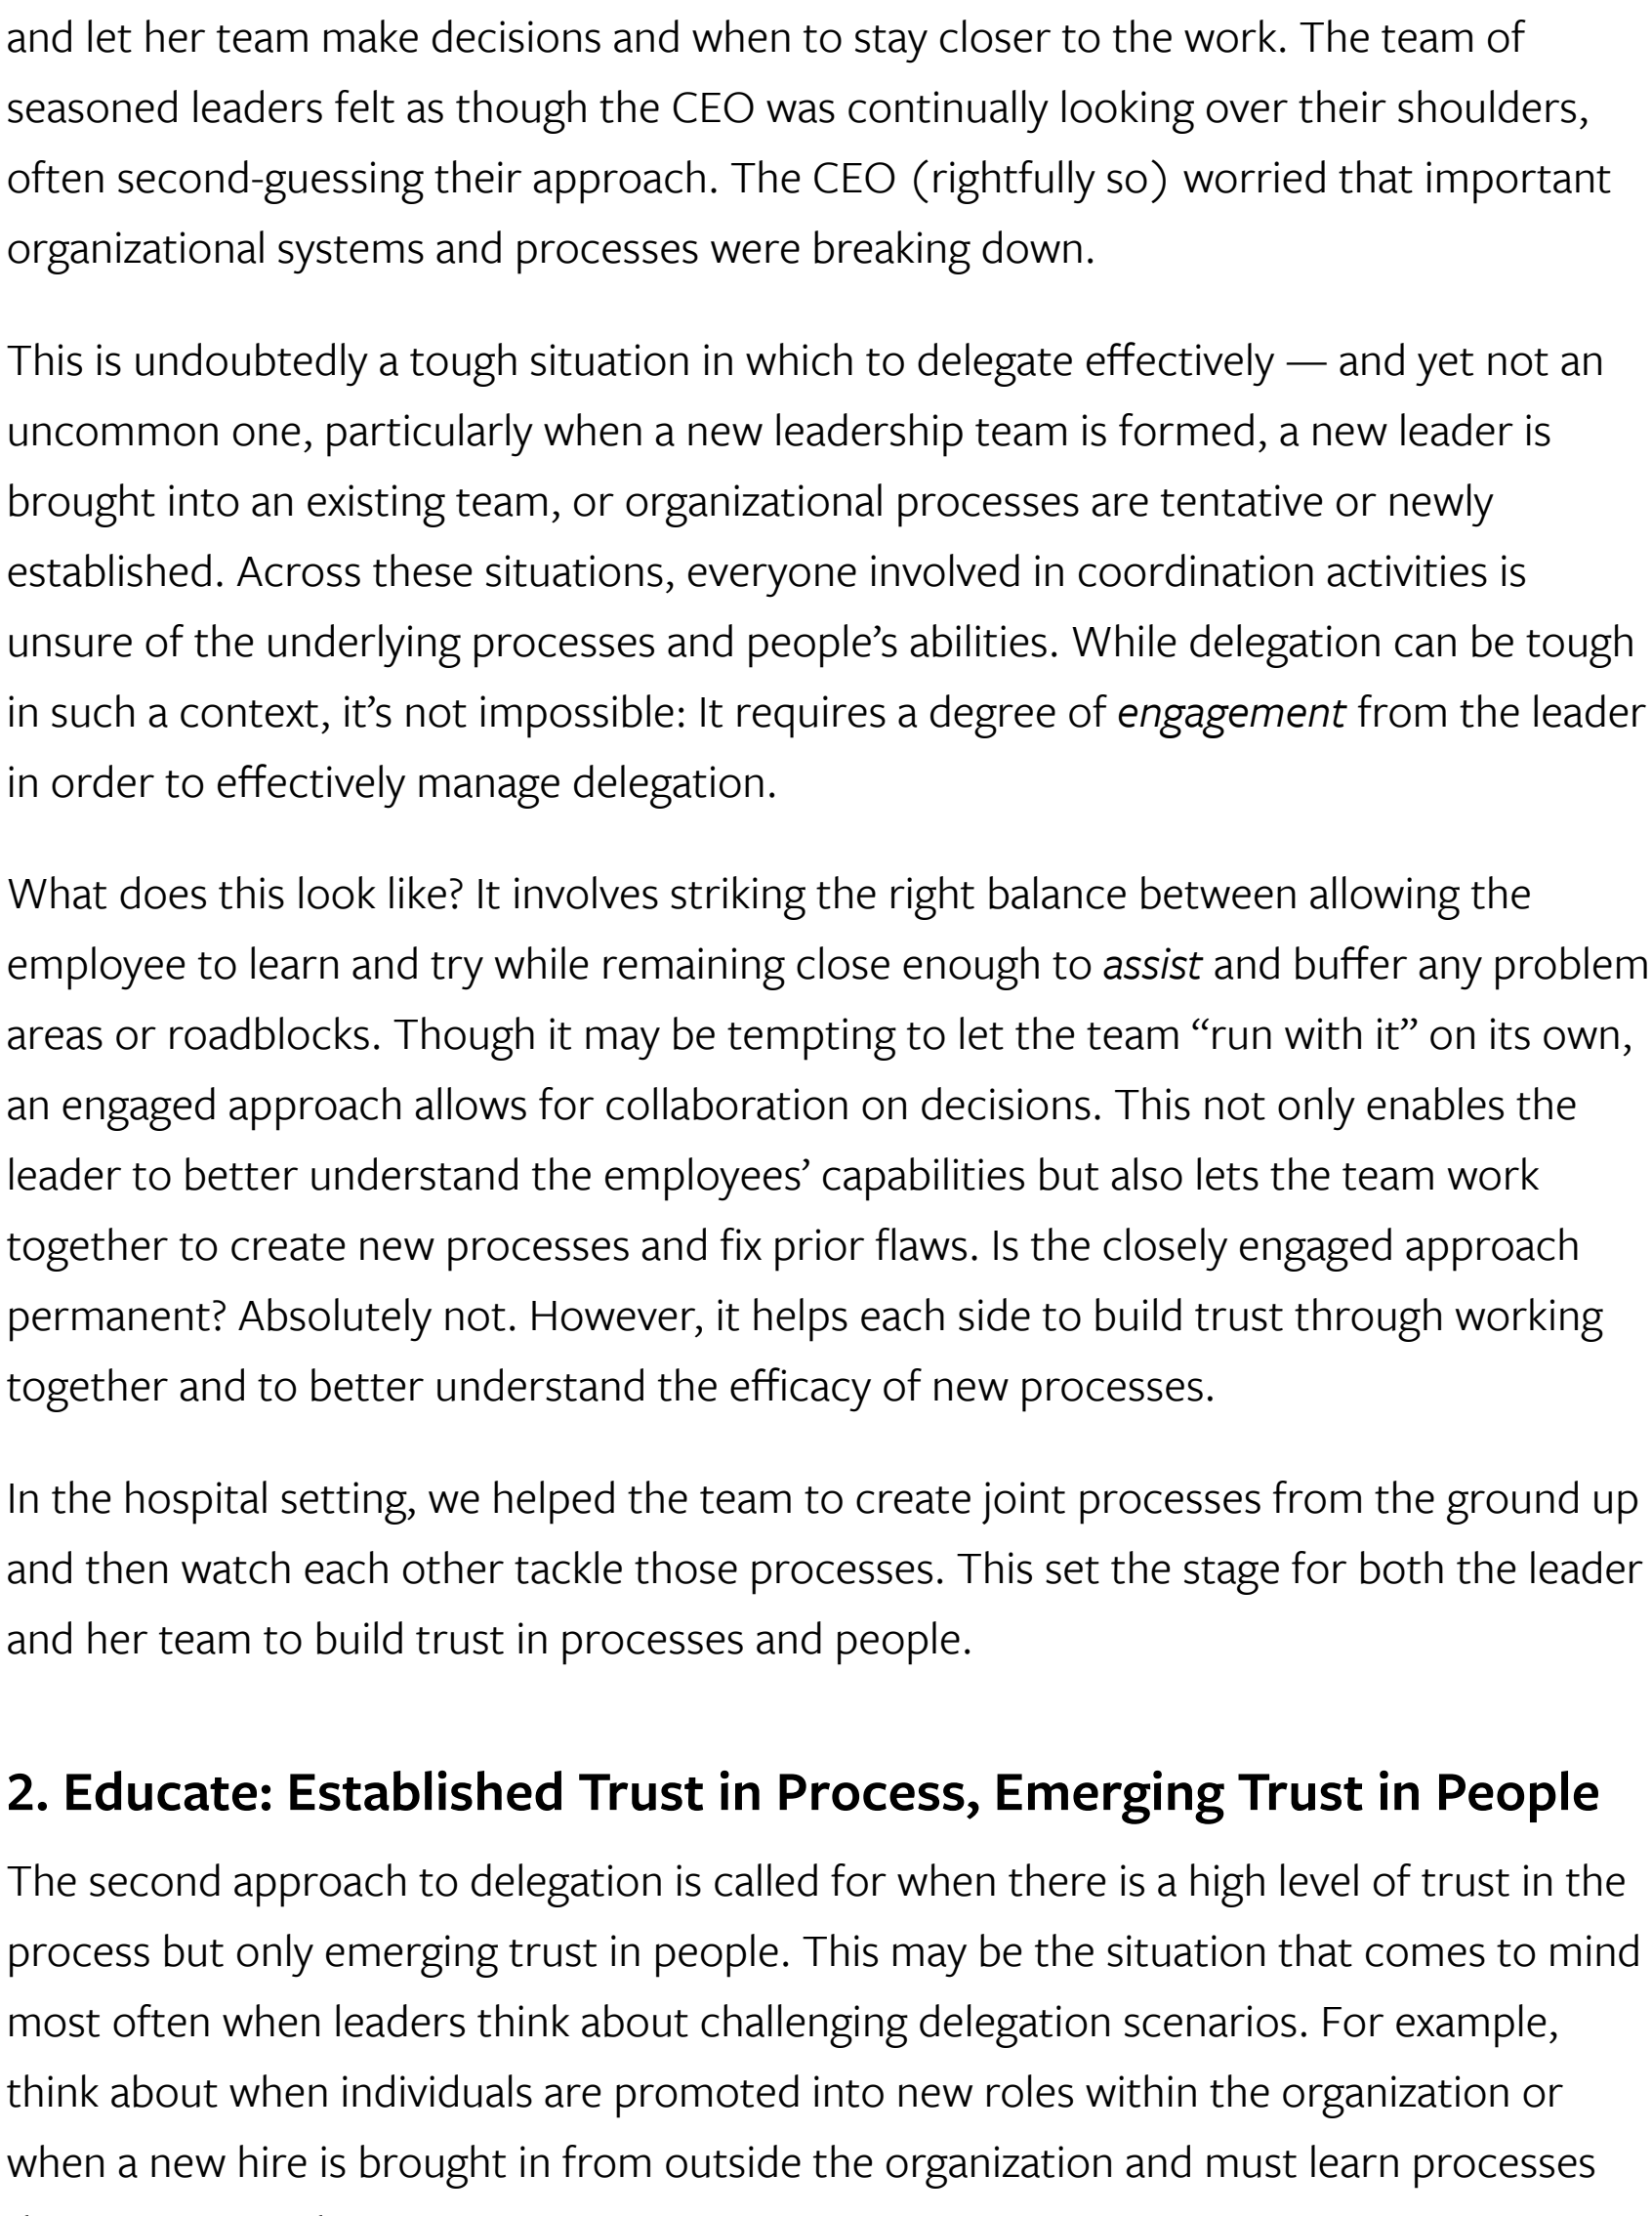 and let her team make decisions and when to stay closer to the work. The team of
seasoned leaders felt as though the CEO was continually looking over their shoulders,
often second-guessing their approach. The CEO (rightfully so) worried that important
organizational systems and processes were breaking down.
This is undoubtedly a tough situation in which to delegate effectively — and yet not an
uncommon one, particularly when a new leadership team is formed, a new leader is
brought into an existing team, or organizational processes are tentative or newly
established. Across these situations, everyone involved in coordination activities is
unsure of the underlying processes and people’s abilities. While delegation can be tough
in such a context, it’s not impossible: It requires a degree of engagement from the leader
in order to effectively manage delegation.
What does this look like? It involves striking the right balance between allowing the
employee to learn and try while remaining close enough to assist and buffer any problem
areas or roadblocks. Though it may be tempting to let the team “run with it” on its own,
an engaged approach allows for collaboration on decisions. This not only enables the
leader to better understand the employees’ capabilities but also lets the team work
together to create new processes and fix prior flaws. Is the closely engaged approach
permanent? Absolutely not. However, it helps each side to build trust through working
together and to better understand the efficacy of new processes.
In the hospital setting, we helped the team to create joint processes from the ground up
and then watch each other tackle those processes. This set the stage for both the leader
and her team to build trust in processes and people.
2. Educate: Established Trust in Process, Emerging Trust in People
The second approach to delegation is called for when there is a high level of trust in the
process but only emerging trust in people. This may be the situation that comes to mind
most often when leaders think about challenging delegation scenarios. For example,
think about when individuals are promoted into new roles within the organization or
when a new hire is brought in from outside the organization and must learn processes